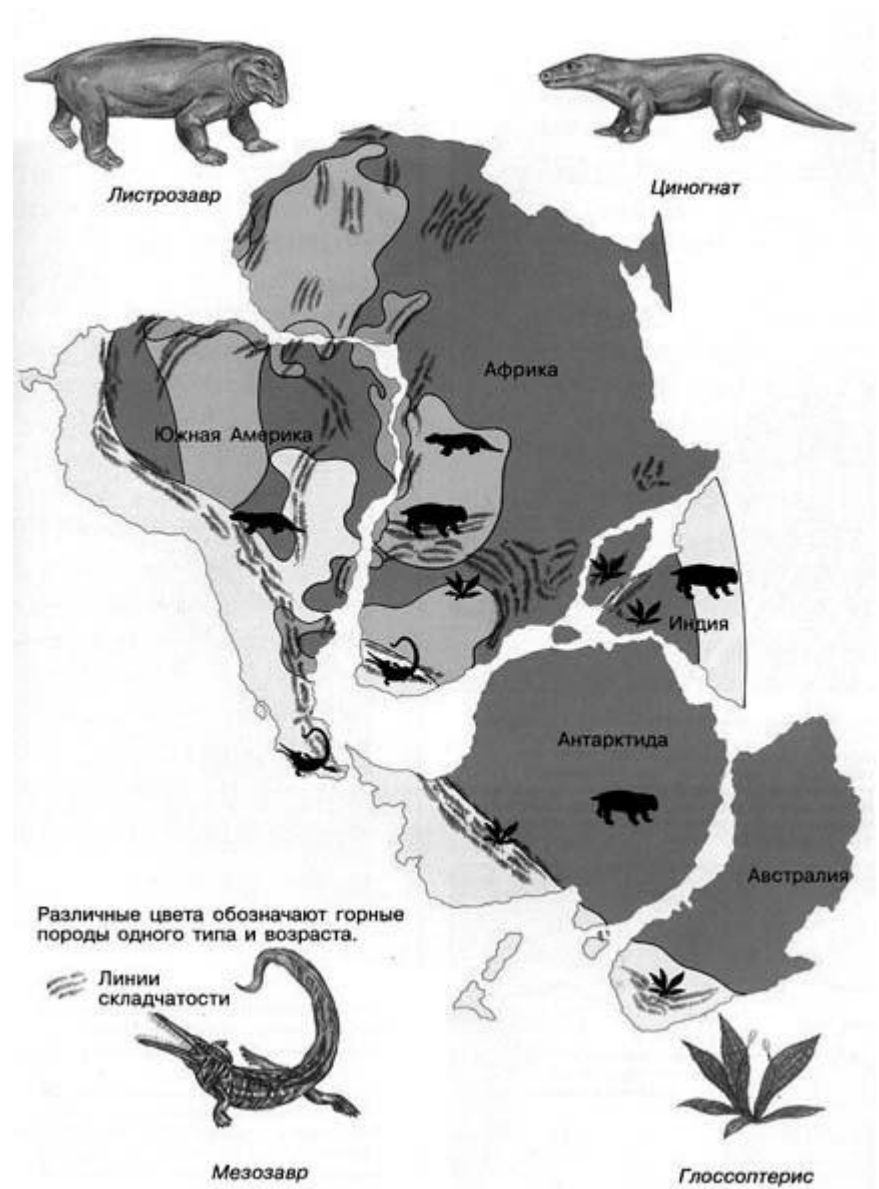 Листрозавр
Циногнат
Африка
Южная Америка
Индия
Антарктида
Австралия
Различные цвета обозначают горные
породы одного типа и возраста.
Линии
складчатости
Мезозавр
Глоссоптерис